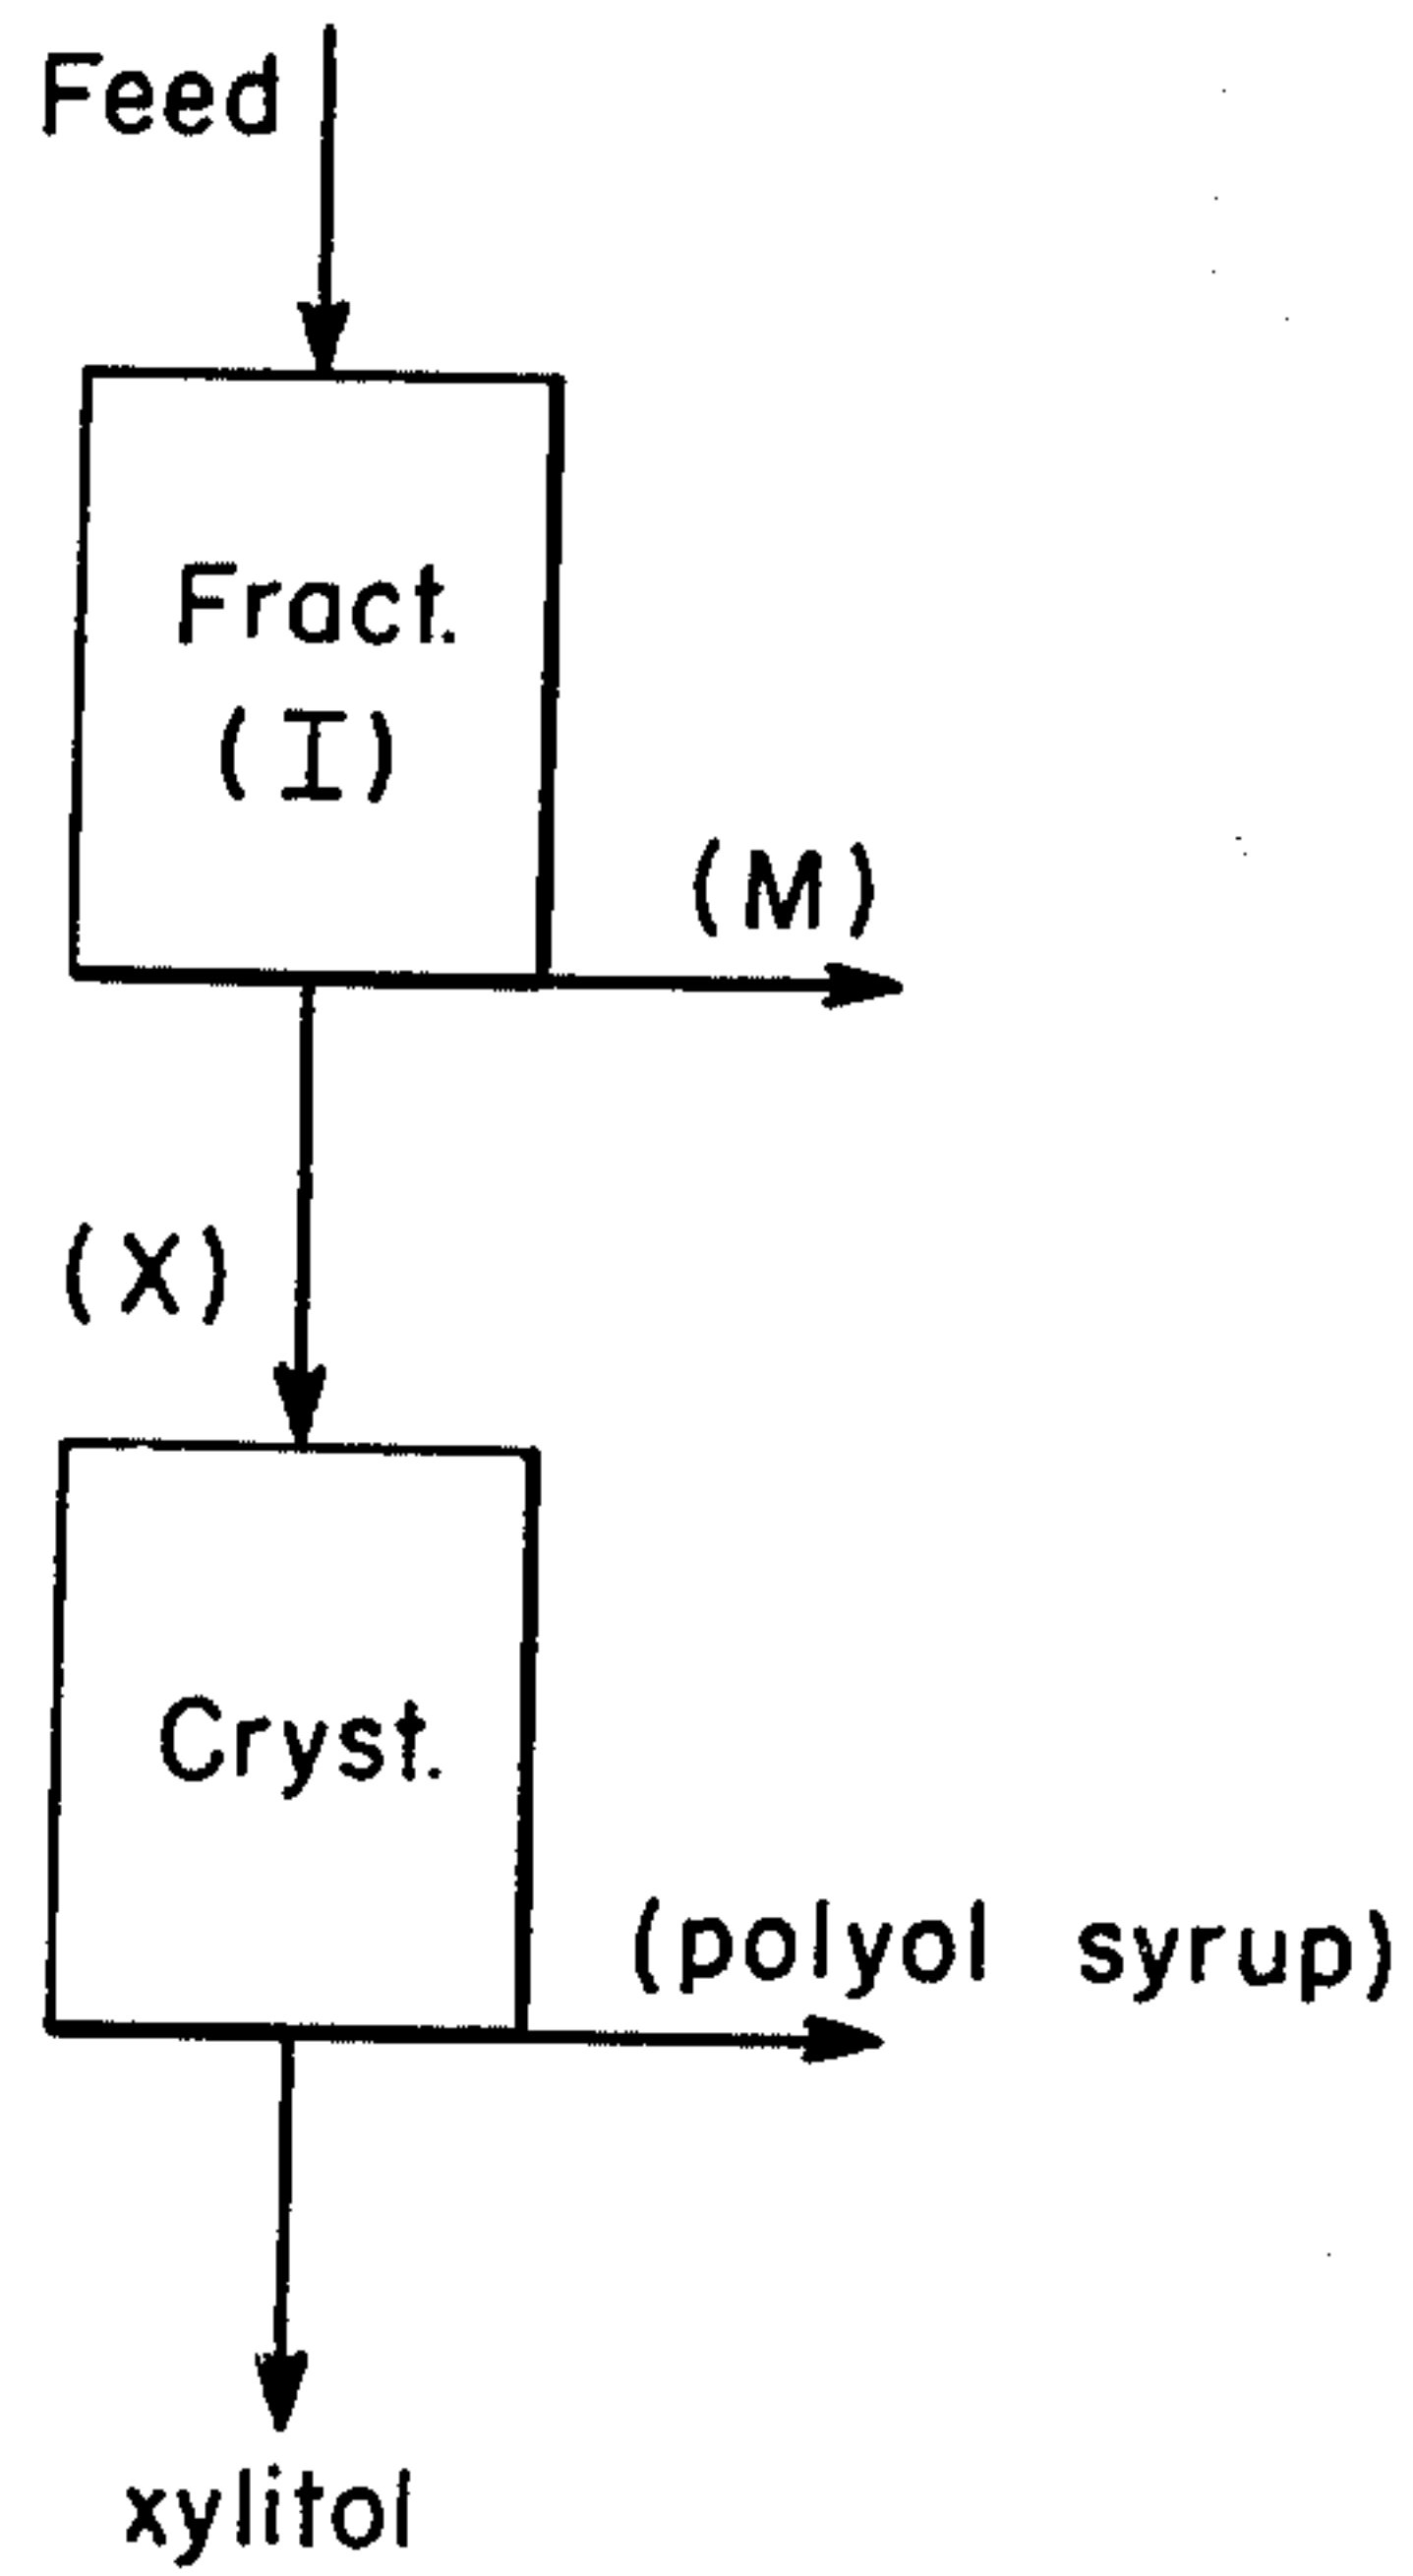 Feed
Fract.
(I)
(M)
(X)
Cryst.
(polyol syrup)
xylitol